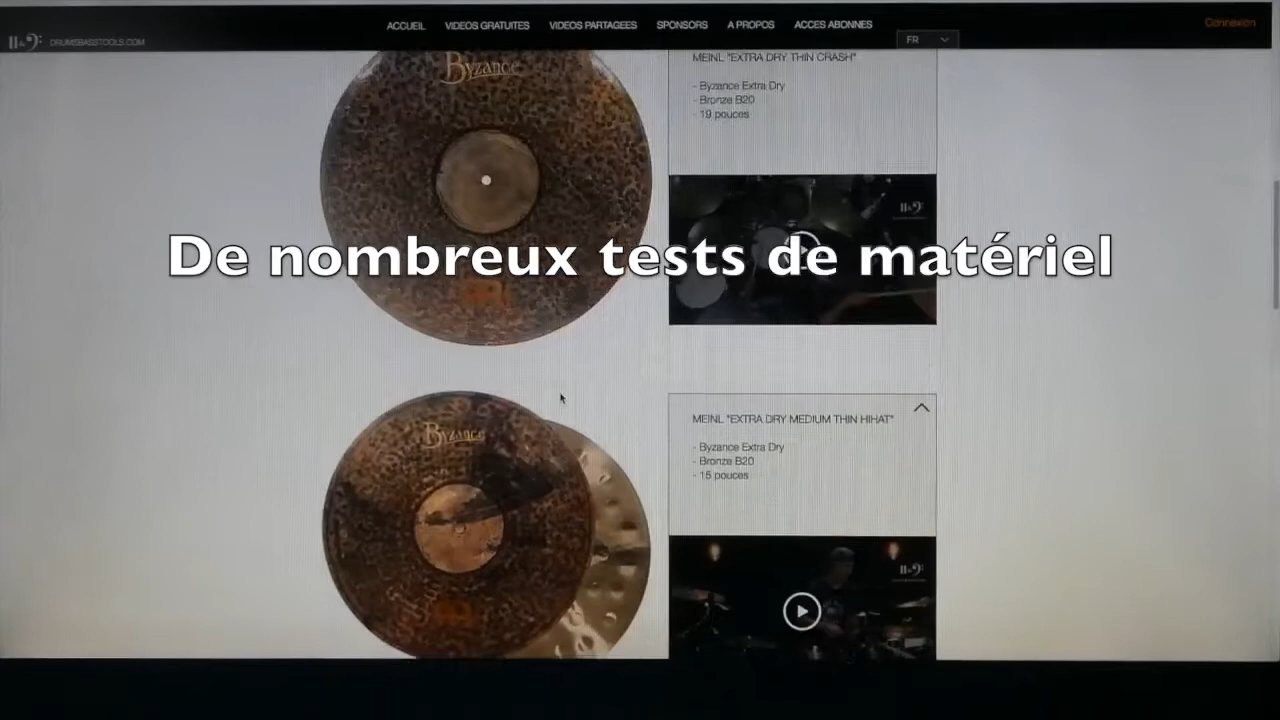 ACCUEIL VIDEOS GRATUITES VIDEOS PARTAGEES SPONSORS A PROPOS ACCES ABONNES
Connexion
FR
DRUMSBASSTOOLS.COM
Byzance
MEINL "EXTRA DRY THIN CRASH"
- Byzance Extra Dry
- Bronze B20
- 19 pouces
De nombreux tests de matériel
Byzance
MEINL "EXTRA DRY MEDIUM THIN HIHAT"
- Byzance Extra Dry
- Bronze B20
- 15 pouces